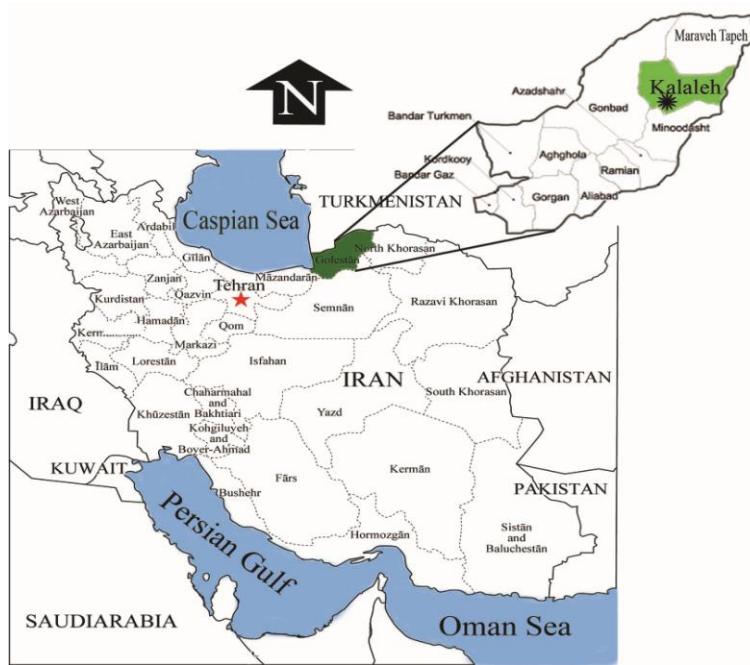 Maraveh Tapeh
Kalaleh
N
Azadshahr
Gonbad
Bandar Turkmen
Minoodasht
Kordkooy
Aghghola
Ramian
Bandar Gaz
Gorgan
Aliabad
TURKMENISTAN
West
Azarbaijan
East
Azarbaijan
Ardabil
Caspian Sea
Gīlān
Golestān
North Khorasan
Zanjan
Māzandarān
Tehran
Kurdistan
Qazvin
Semnān
Razavi Khorasan
Hamadān
Qom
Kerm
Markazi
Īlām
Lorestān
Isfahan
IRAN
AFGHANISTAN
IRAQ
Chaharmahal
and
Bakhtiari
South Khorasan
Khūzestān
Yazd
Kohgiluyeh
and
Boyer-Ahmad
KUWAIT
Kermān
PAKISTAN
Fārs
Bushehr
Persian Gulf
Hormozgān
Sistān
and
Baluchestān
SAUDIARABIA
Oman Sea